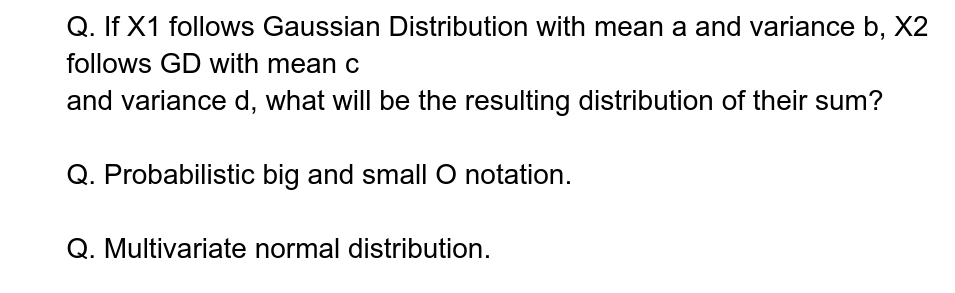 Q. If X1 follows Gaussian Distribution with mean a and variance b, X2
follows GD with mean c
and variance d, what will be the resulting distribution of their sum?
Q. Probabilistic big and small O notation.
Q. Multivariate normal distribution.